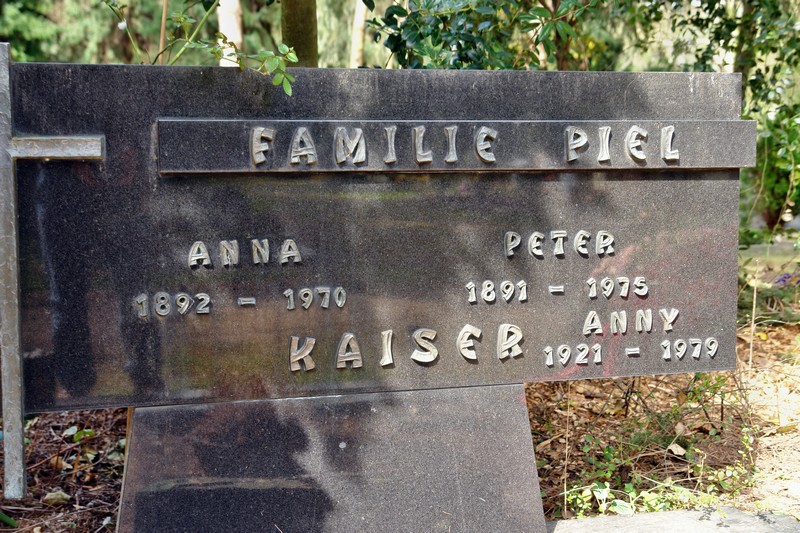 FAMILIE PIEL
ANNA
1892 - 1970
PETER
1891 - 1975
KAISER ANNY
1921 - 1979